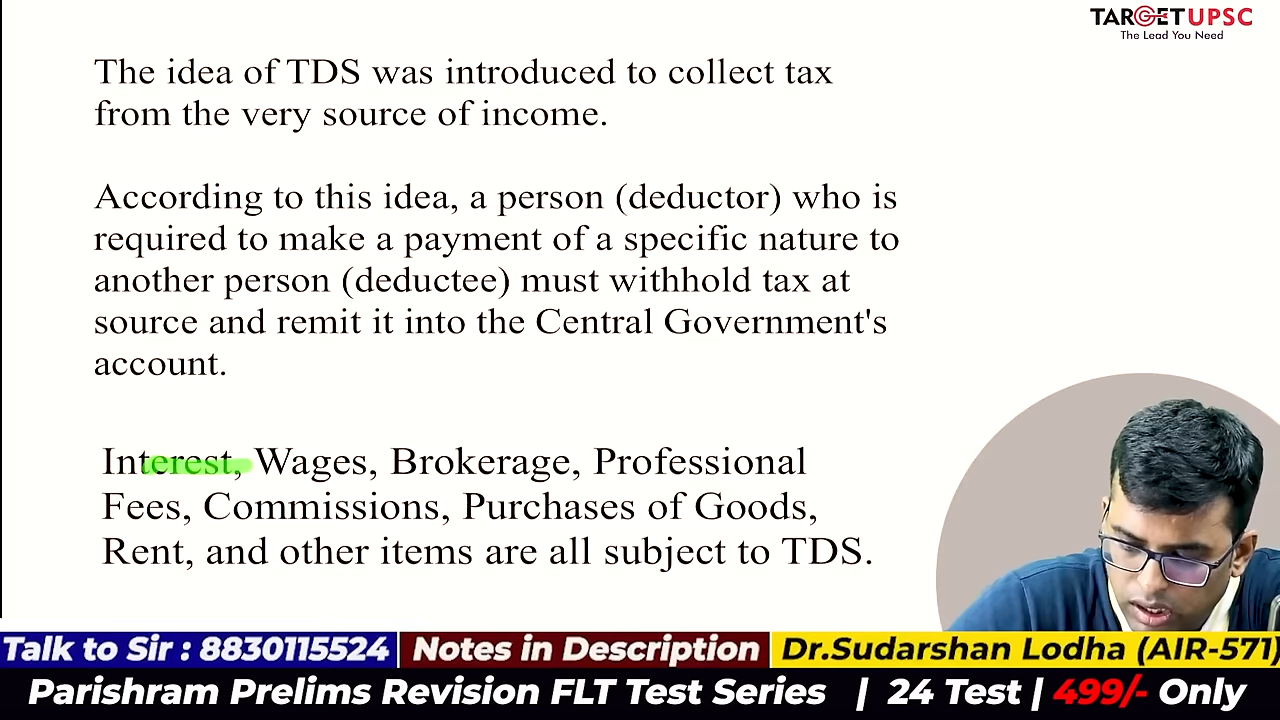 TARGET UPSC
The Lead You Need
The idea of TDS was introduced to collect tax
from the very source of income.
According to this idea, a person (deductor) who is
required to make a payment of a specific nature to
another person (deductee) must withhold tax at
source and remit it into the Central Government's
account.
Interest, Wages, Brokerage, Professional
Fees, Commissions, Purchases of Goods,
Rent, and other items are all subject to TDS.
Talk to Sir : 8830115524 Notes in Description Dr.Sudarshan Lodha (AIR-571)
Parishram Prelims Revision FLT Test Series | 24 Test | 499/- Only